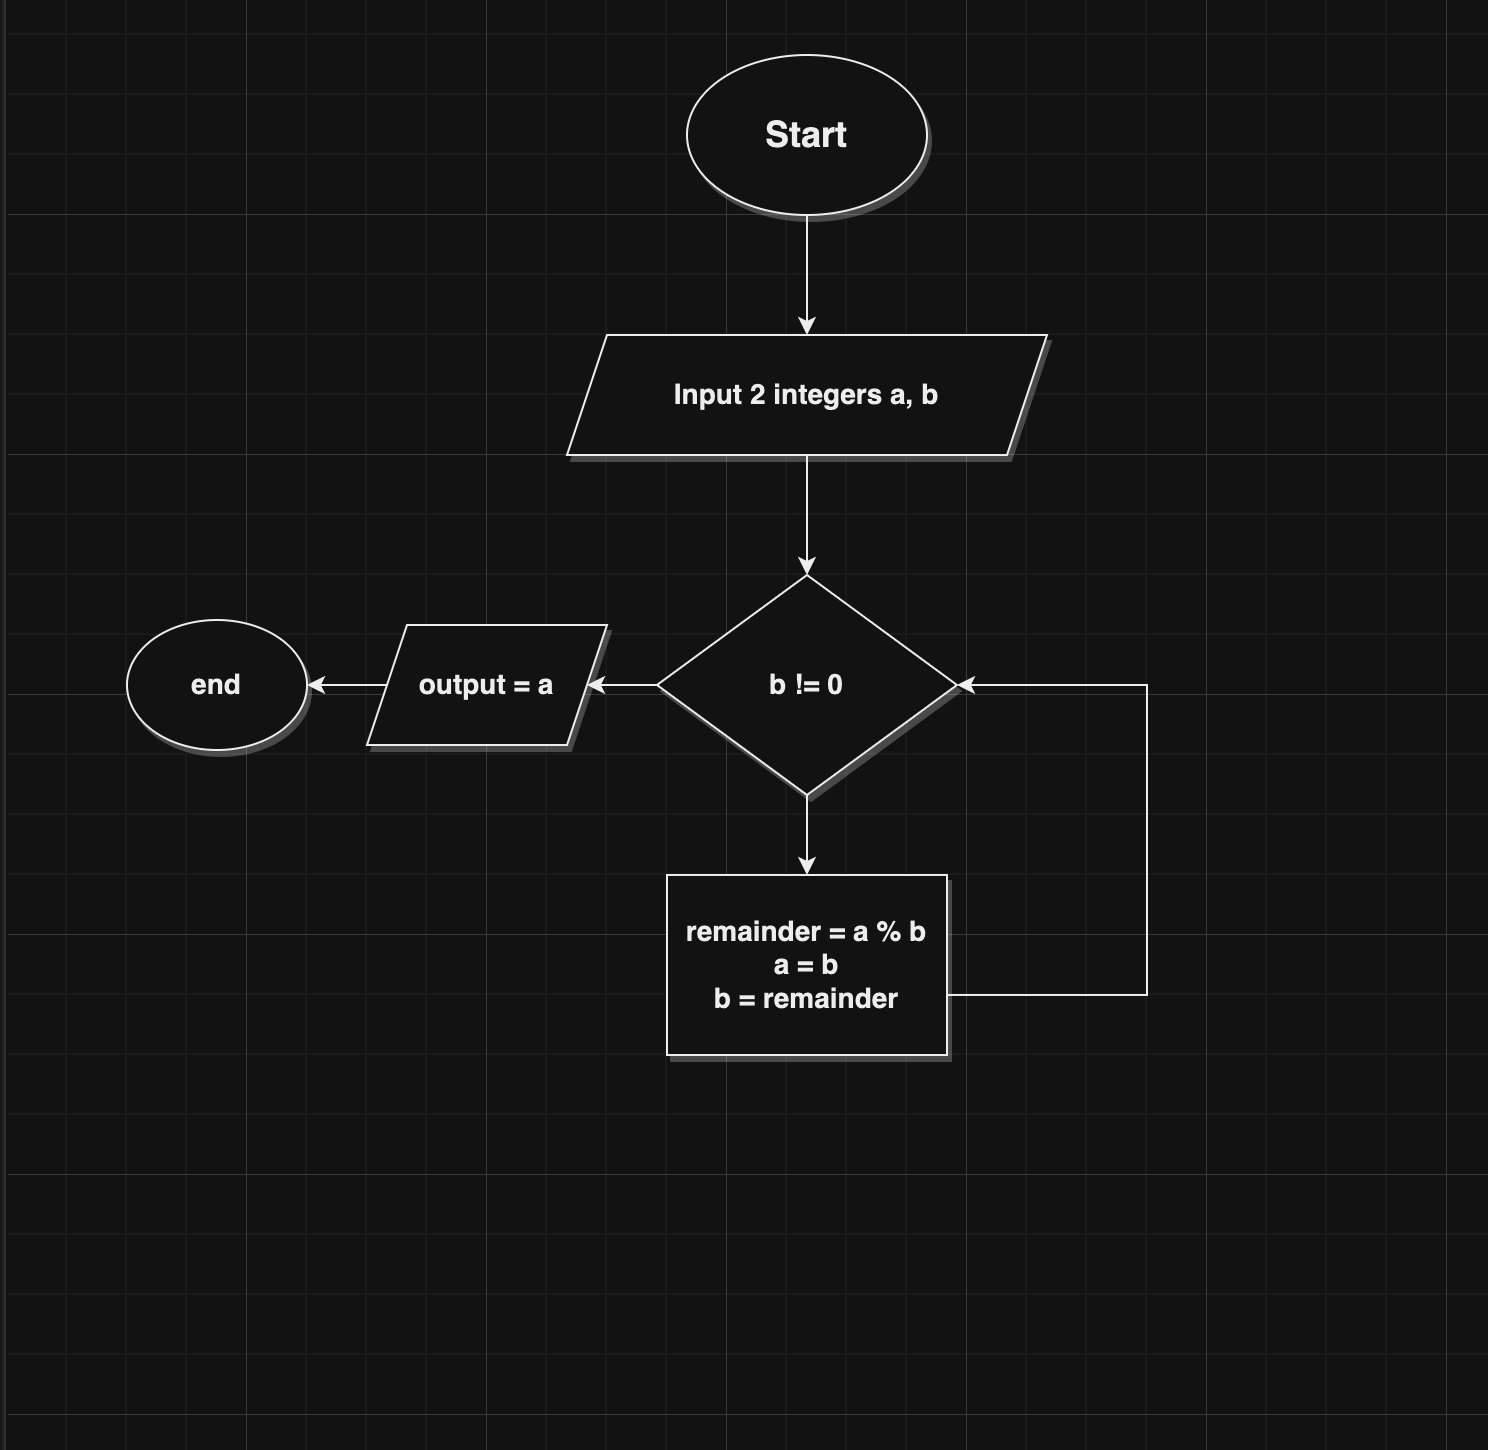 Start
Input 2 integers a, b
b != 0
output = a
end
remainder = a % b
a = b
b = remainder